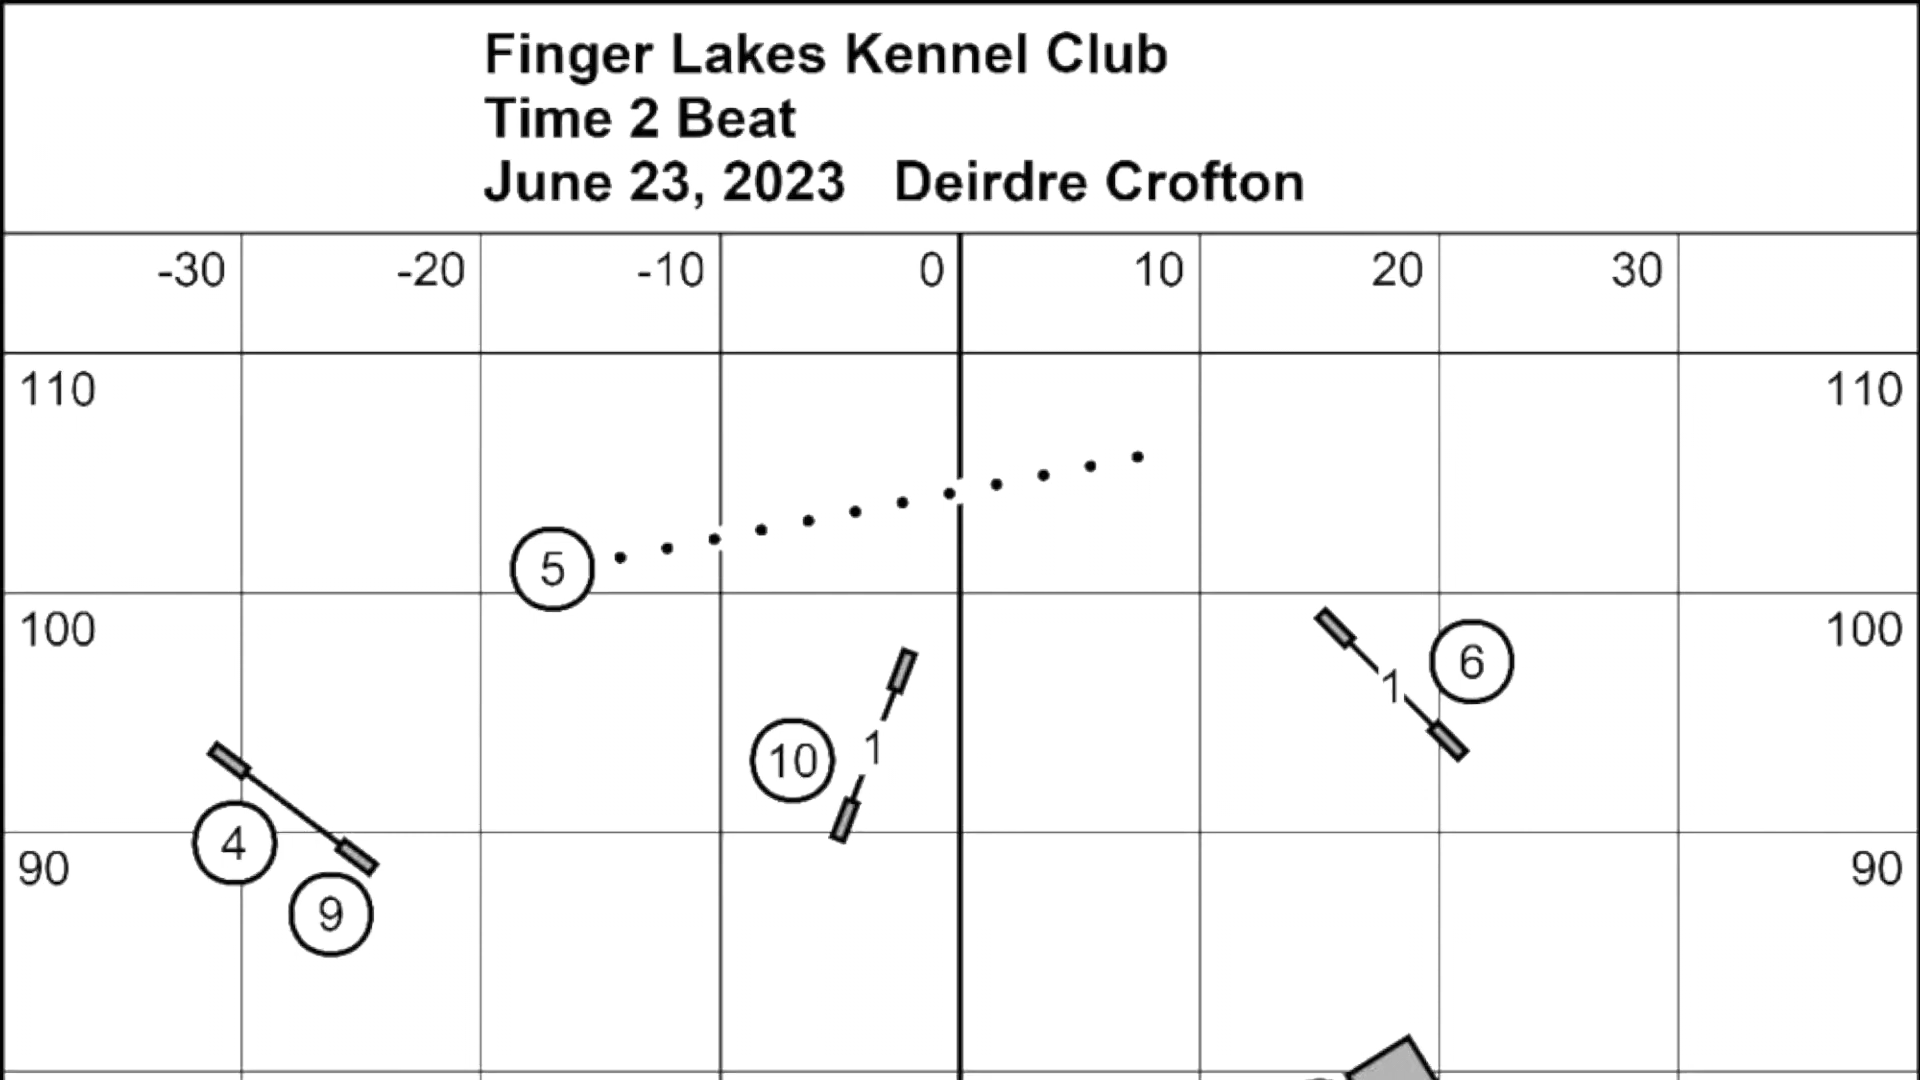 Finger Lakes Kennel Club
Time 2 Beat
June 23, 2023 Deirdre Crofton
-30 -20 -10 0 10 20 30
110 110
5
100 100
1 6
10 1
4
90 90
9